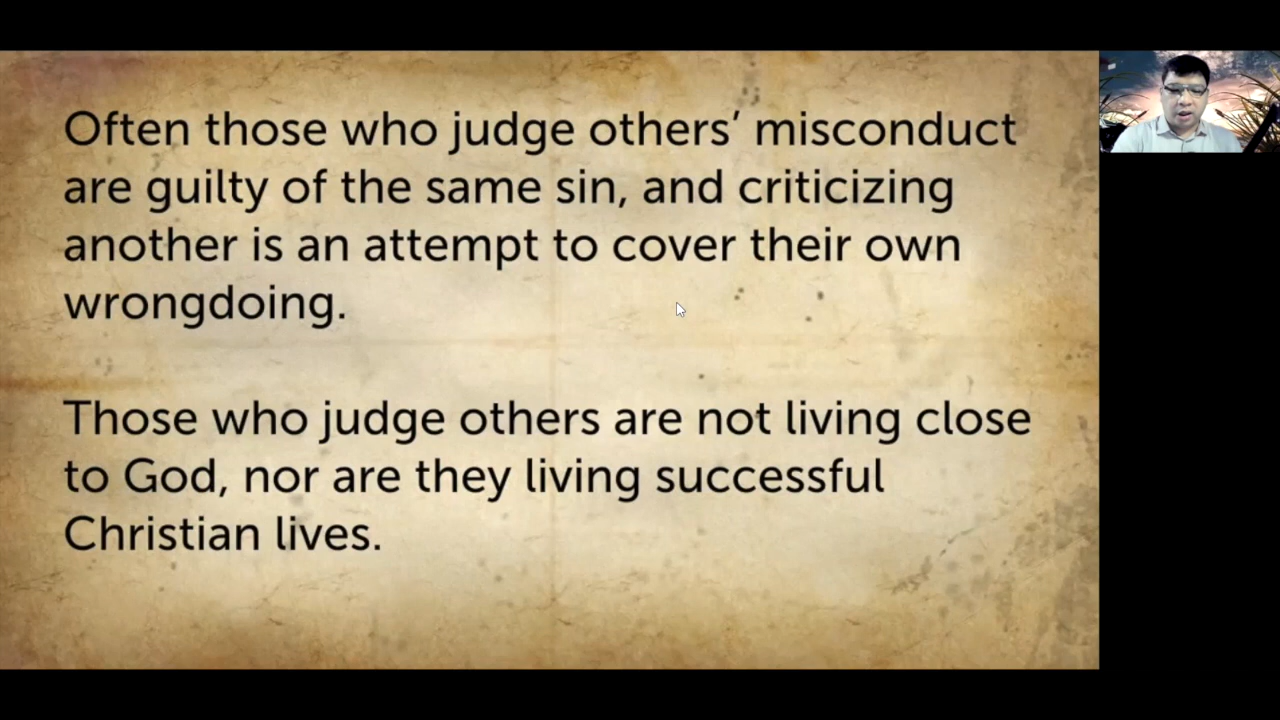 Often those who judge others’ misconduct
are guilty of the same sin, and criticizing
another is an attempt to cover their own
wrongdoing.
Those who judge others are not living close
to God, nor are they living successful
Christian lives.